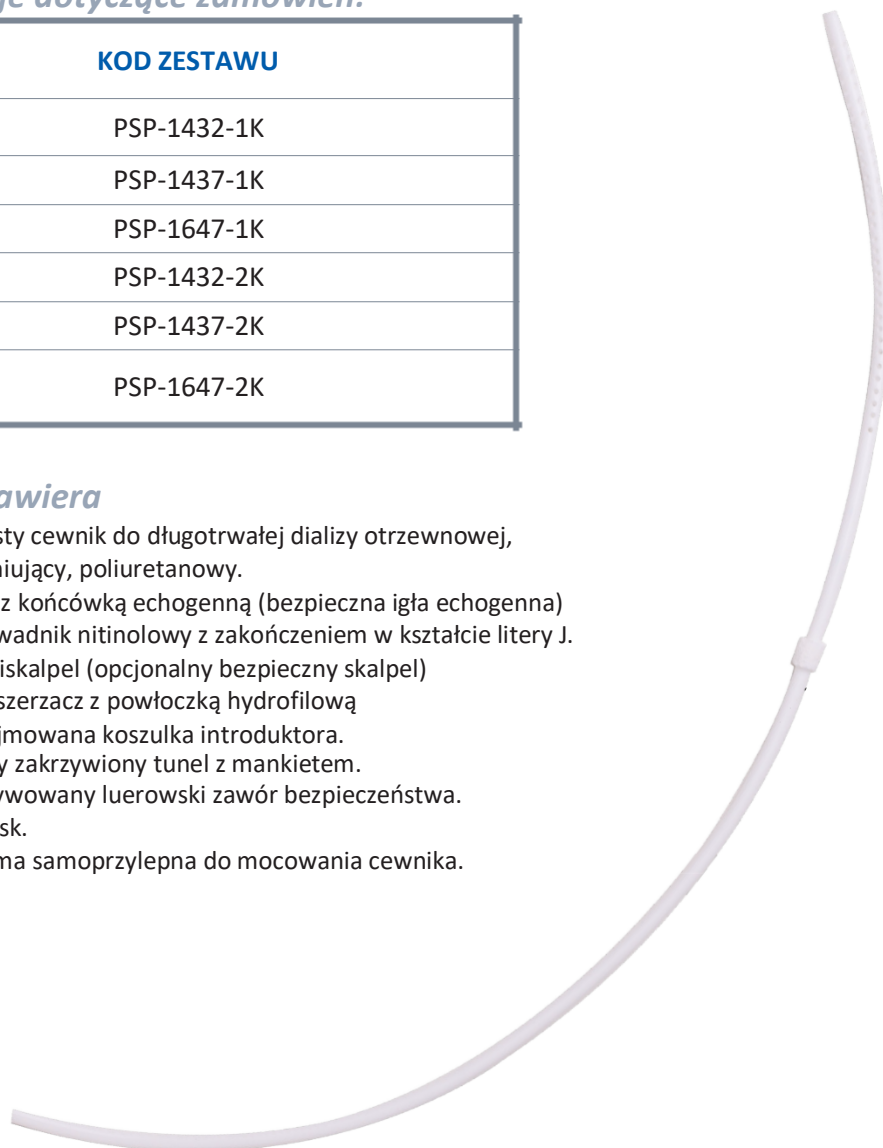 je dotyczące zamówień:
KOD ZESTAWU
PSP-1432-1K
PSP-1437-1K
PSP-1647-1K
PSP-1432-2K
PSP-1437-2K
PSP-1647-2K
awiera
sty cewnik do długotrwałej dializy otrzewnowej,
niujący, poliuretanowy.
z końcówką echogenną (bezpieczna igła echogenna)
wadnik nitinolowy z zakończeniem w kształcie litery J.
iskalpel (opcjonalny bezpieczny skalpel)
szerzacz z powłoczką hydrofilową
jmowana koszulka introduktora.
y zakrzywiony tunel z mankietem.
ywowany luerowski zawór bezpieczeństwa.
sk.
ma samoprzylepna do mocowania cewnika.